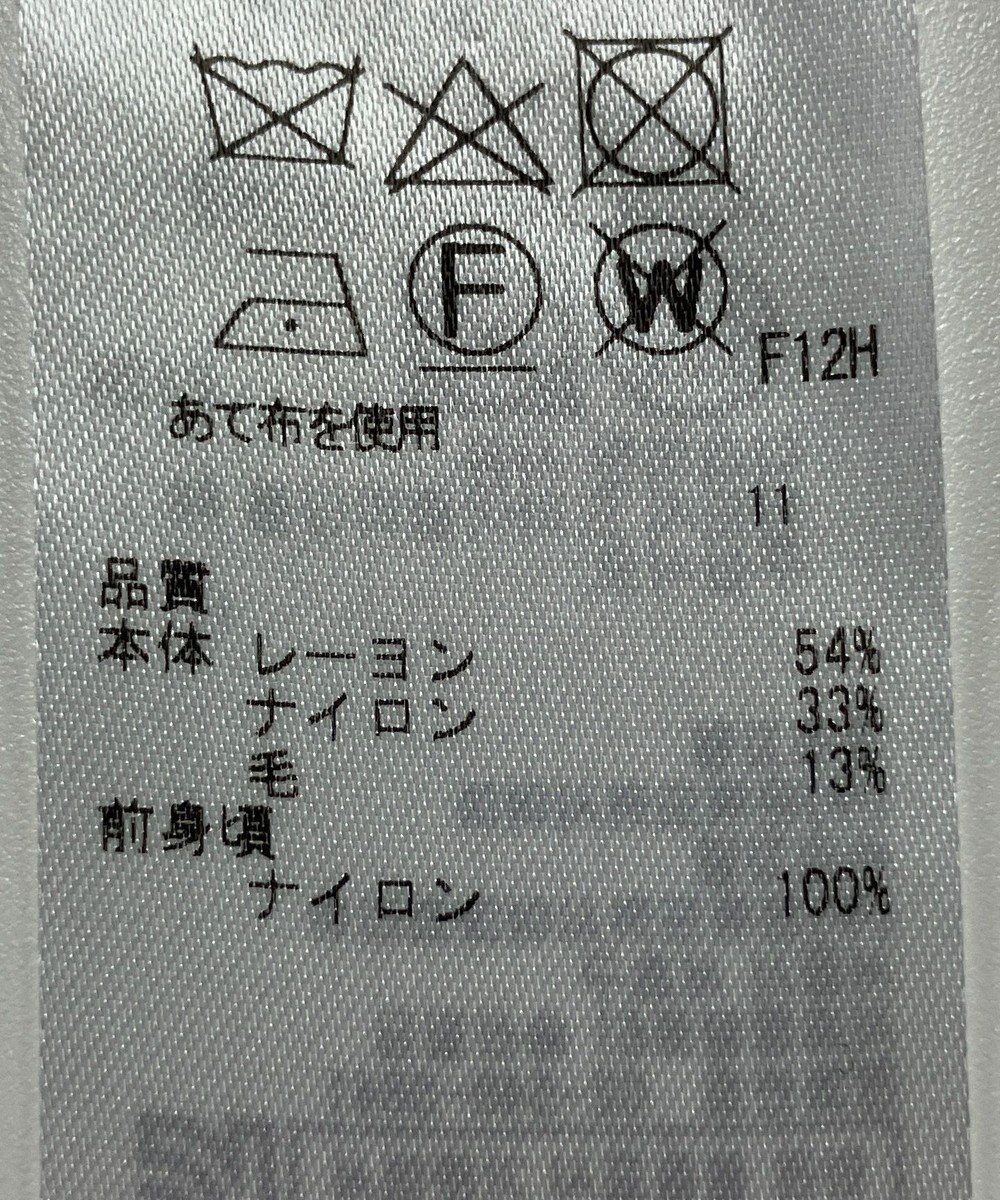 F W
F12H
あて布を使用
11
品質
本体 レーヨン 54%
ナイロン 33%
毛 13%
前身頃
ナイロン 100%